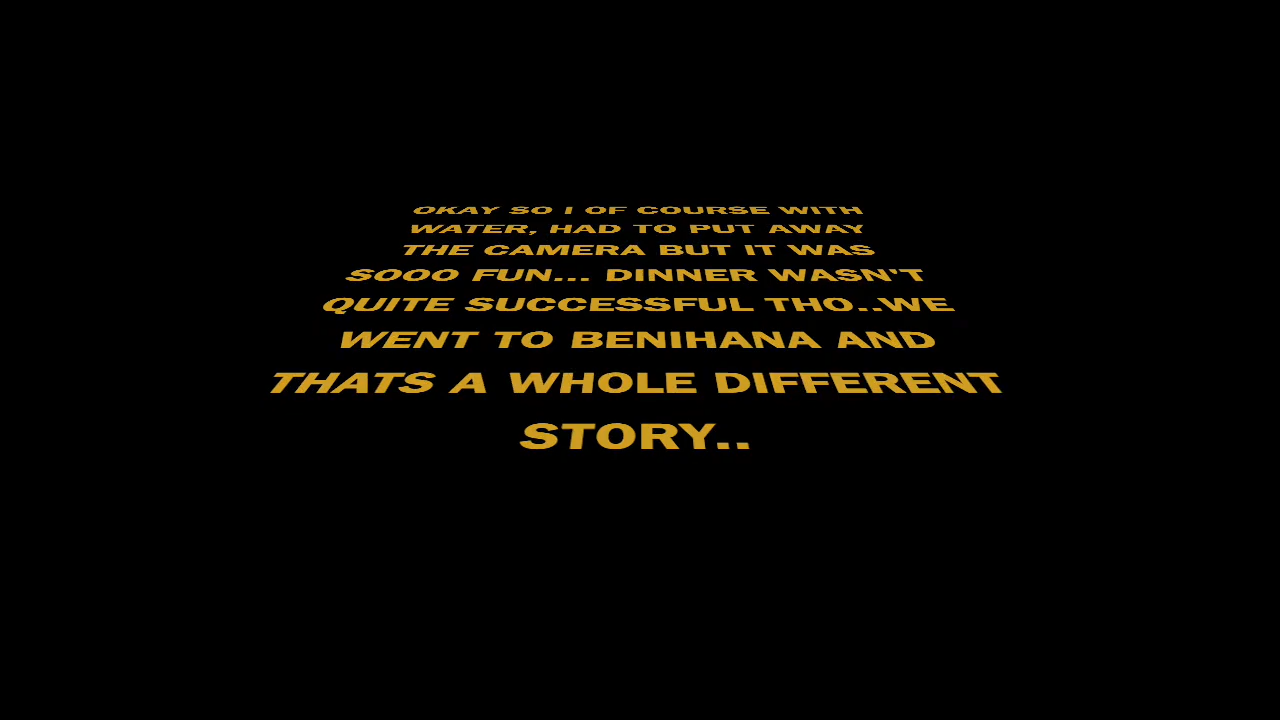 OKAY SO I OF COURSE WITH
WATER, HAD TO PUT AWAY
THE CAMERA BUT IT WAS
SOOO FUN... DINNER WASN'T
QUITE SUCCESSFUL THO..WE
WENT TO BENIHANA AND
THATS A WHOLE DIFFERENT
STORY..